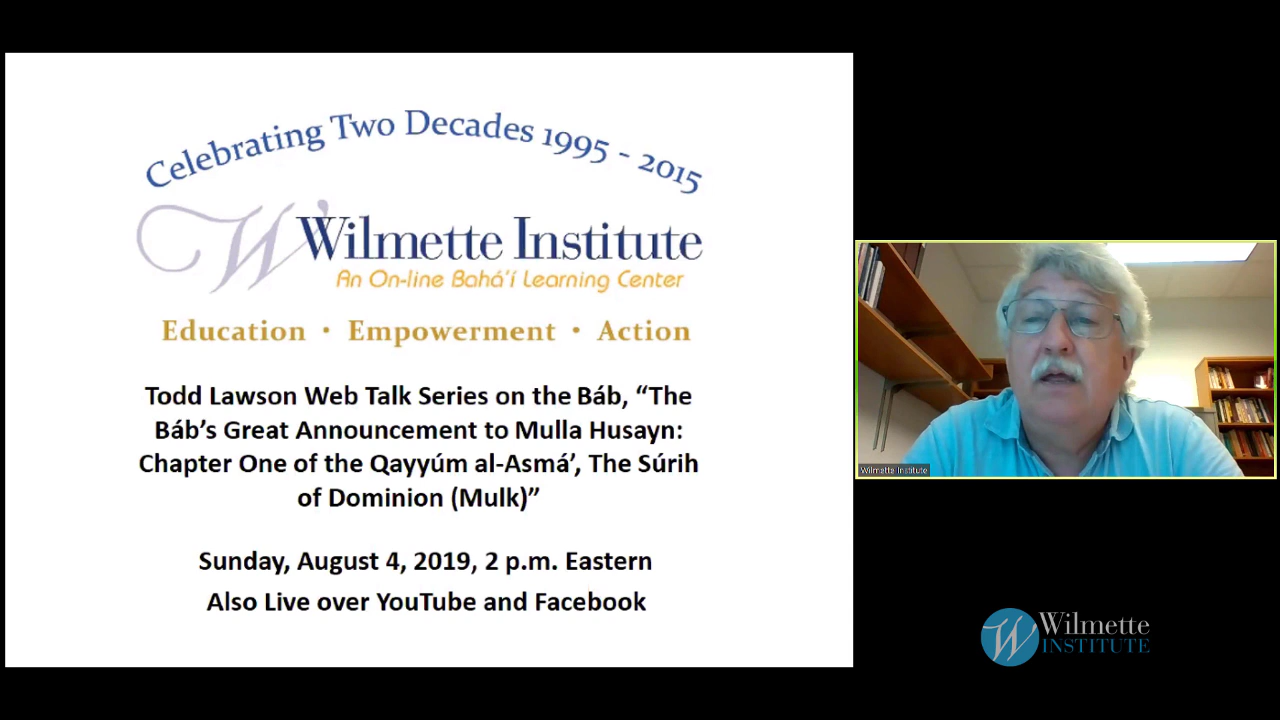 Celebrating Two Decades 1995 - 2015
Wilmette Institute
An On-line Bahá'í Learning Center
Education • Empowerment • Action
Todd Lawson Web Talk Series on the Báb, “The
Báb’s Great Announcement to Mulla Husayn:
Chapter One of the Qayyúm al-Asmá’, The Súrih
of Dominion (Mulk)”
Sunday, August 4, 2019, 2 p.m. Eastern
Also Live over YouTube and Facebook
Wilmette Institute
Wilmette
INSTITUTE